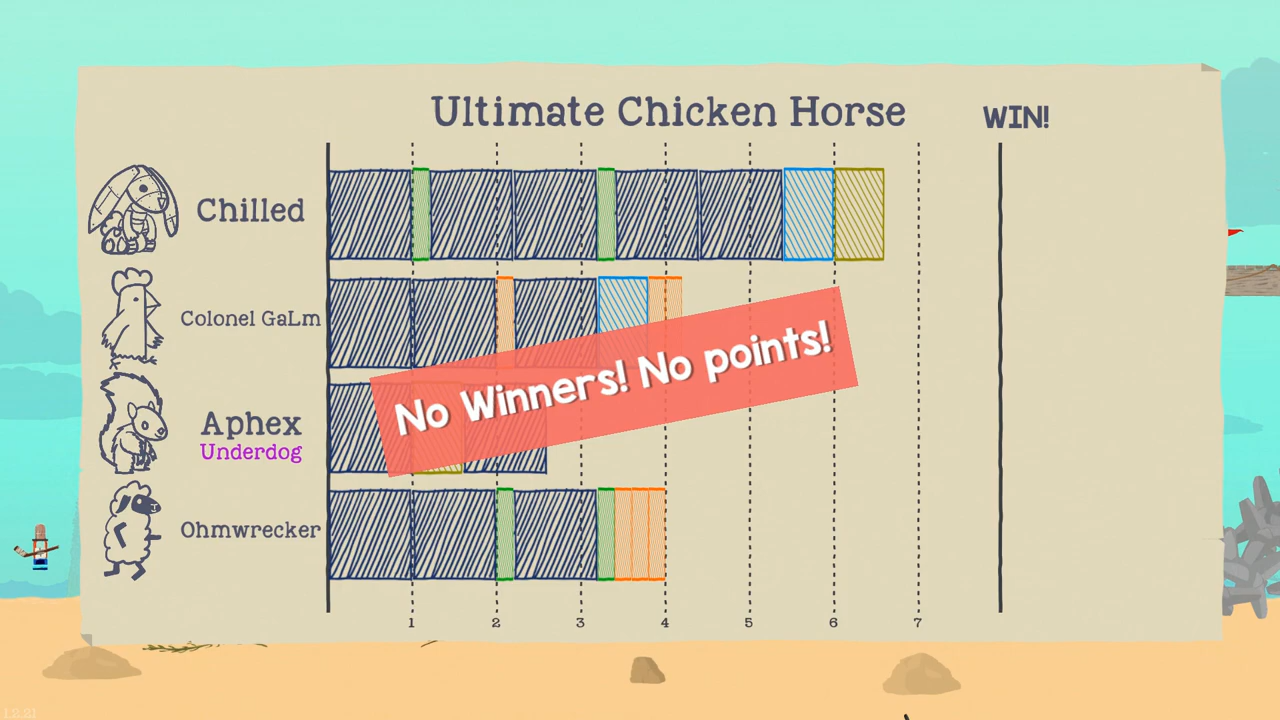 Ultimate Chicken Horse
WIN!
Chilled
Colonel GaLm
No Winners! No points!
Aphex
Underdog
Ohmwrecker
1 2 3 4 5 6 7